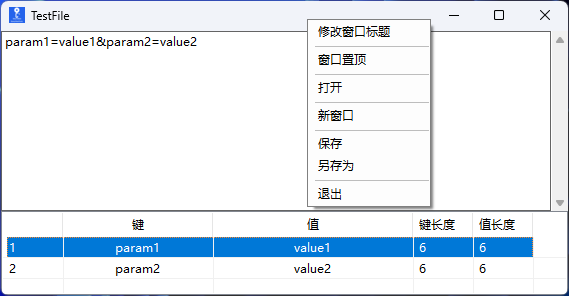 TestFile
param1=value1&param2=value2
修改窗口标题
窗口置顶
打开
新窗口
保存
另存为
退出
键 值 键长度 值长度
1 param1 value1 6 6
2 param2 value2 6 6